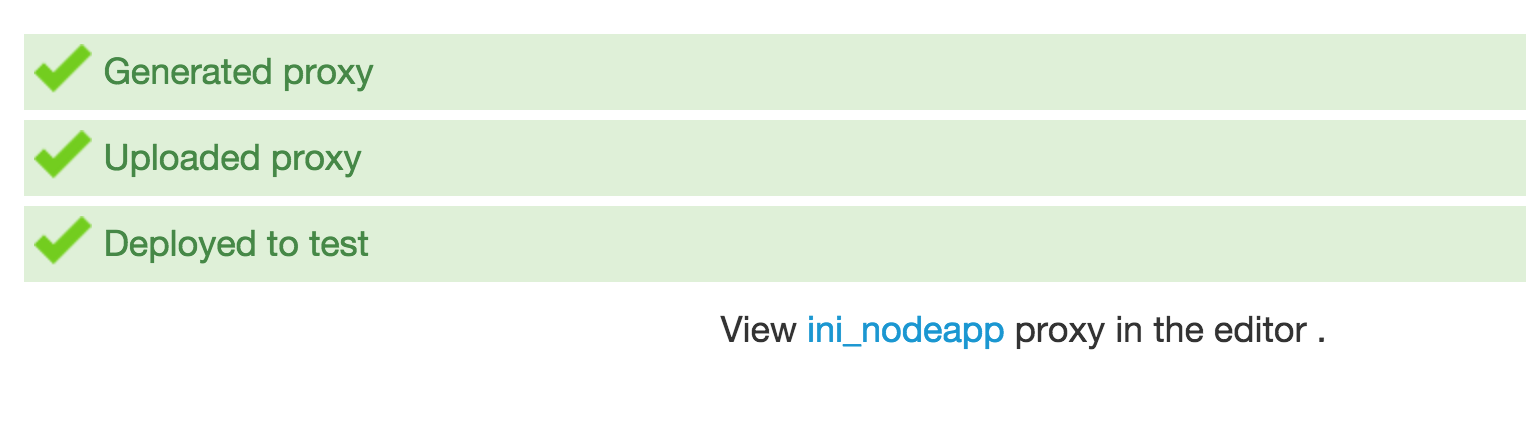 Generated proxy
Uploaded proxy
Deployed to test
View ini_nodeapp proxy in the editor .